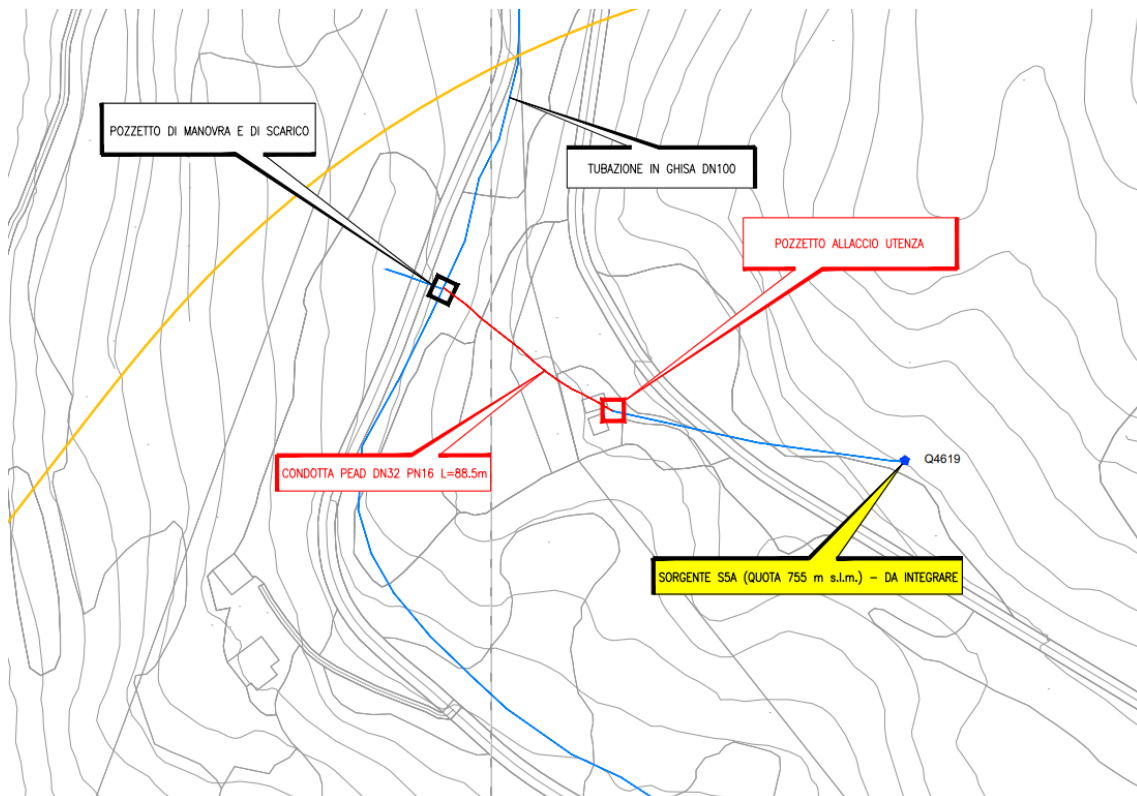 POZZETTO DI MANOVRA E DI SCARICO
TUBAZIONE IN GHISA DN100
POZZETTO ALLACCIO UTENZA
CONDOTTA PEAD DN32 PN16 L=88.5m
Q4619
SORGENTE S5A (QUOTA 755 m s.l.m.) – DA INTEGRARE